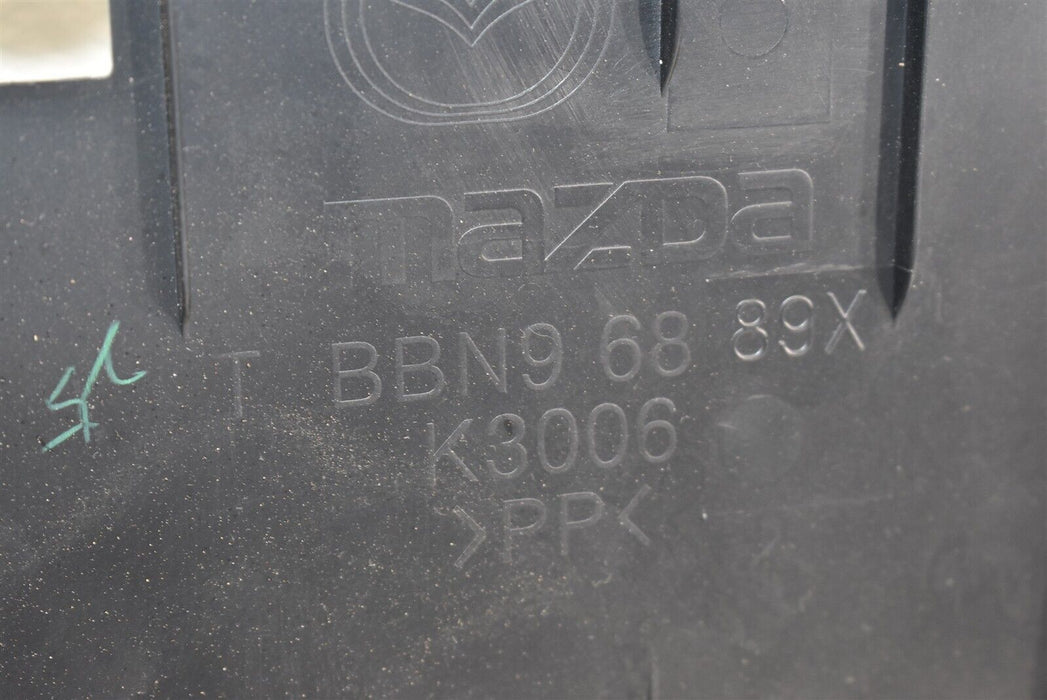 mazda
T BBN9 68 89X
K3006
>PP<